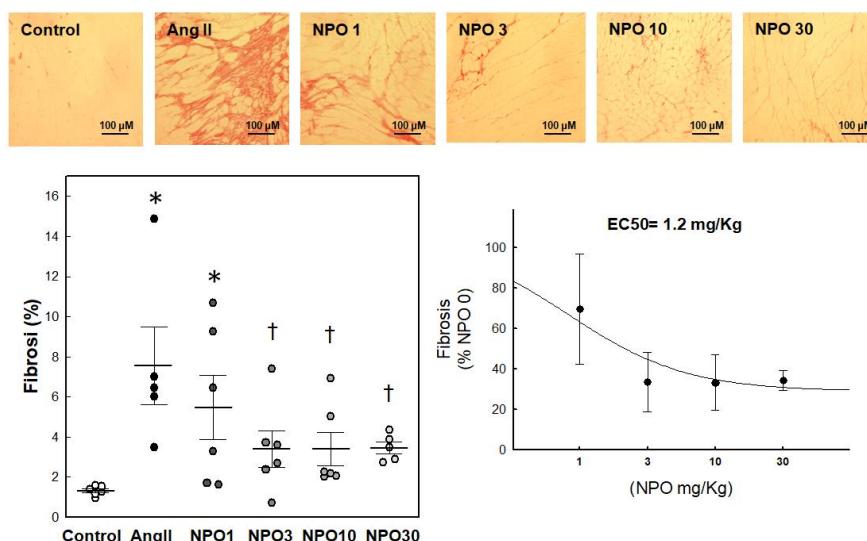 Control
Ang II
NPO 1
NPO 3
NPO 10
NPO 30
100 µM
100 µM
100 µM
100 µM
100 µM
100 µM
Fibrosi (%)
16
14
12
10
8
6
4
2
0
*
*
†
†
†
Control AngII NPO1 NPO3 NPO10 NPO30
EC50= 1.2 mg/Kg
Fibrosis
(% NPO 0)
100
80
60
40
20
0
1 3 10 30
(NPO mg/Kg)